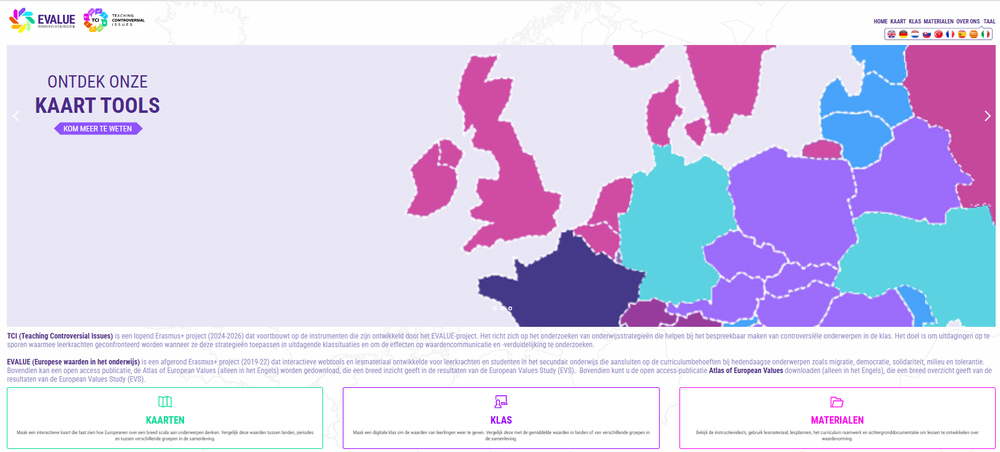 EVALUE
EUROPEAN VALUES IN EDUCATION
TCI
TEACHING
CONTROVERSIAL
ISSUES
HOME KAART KLAS MATERIALEN OVER ONS TAAL
ONTDEK ONZE
KAART TOOLS
KOM MEER TE WETEN
TCI (Teaching Controversial Issues) is een lopend Erasmus+ project (2024-2026) dat voortbouwt op de instrumenten die zijn ontwikkeld door het EVALUE-project. Het richt zich op het onderzoeken van onderwijsstrategieën die helpen bij het bespreekbaar maken van controversiële onderwerpen in de klas. Het doel is om uitdagingen op te
sporen waarmee leerkrachten geconfronteerd worden wanneer ze deze strategieën toepassen in uitdagende klassituaties en om de effecten op waardencommunicatie en -verduidelijking te onderzoeken.
EVALUE (Europese waarden in het onderwijs) is een afgrond Erasmus+ project (2019-22) dat interactieve webtools en lesmateriaal ontwikkelde voor leerkrachten en studenten in het secundair onderwijs die aansluiten op de curriculumbehoeften bij hedendaagse onderwerpen zoals migratie, democratie, solidariteit, milieu en tolerantie.
Bovendien kan een open access publicatie, de Atlas of European Values (alleen in het Engels) worden gedownload, die een breed inzicht geeft in de resultaten van de European Values Study (EVS). Bovendien kunt u de open access-publicatie Atlas of European Values downloaden (alleen in het Engels), die een breed overzicht geeft van de
resultaten van de European Values Study (EVS).
KAARTEN
Maak een interactieve kaart die laat zien hoe Europeanen over een breed scala aan onderwerpen denken. Vergelijk deze waarden tussen landen, periodes
en tussen verschillende groepen in de samenleving.
KLAS
Maak een digitale klas om de waarden van leerlingen weer te geven. Vergelijk deze met de gemiddelde waarden in landen of van verschillende groepen in
de samenleving.
MATERIALEN
Bekijk de instructievideo's, gebruik lesmateriaal, lesplannen, het curriculum raamwerk en achtergronddocumentatie om lessen te ontwikkelen over
waardevorming.